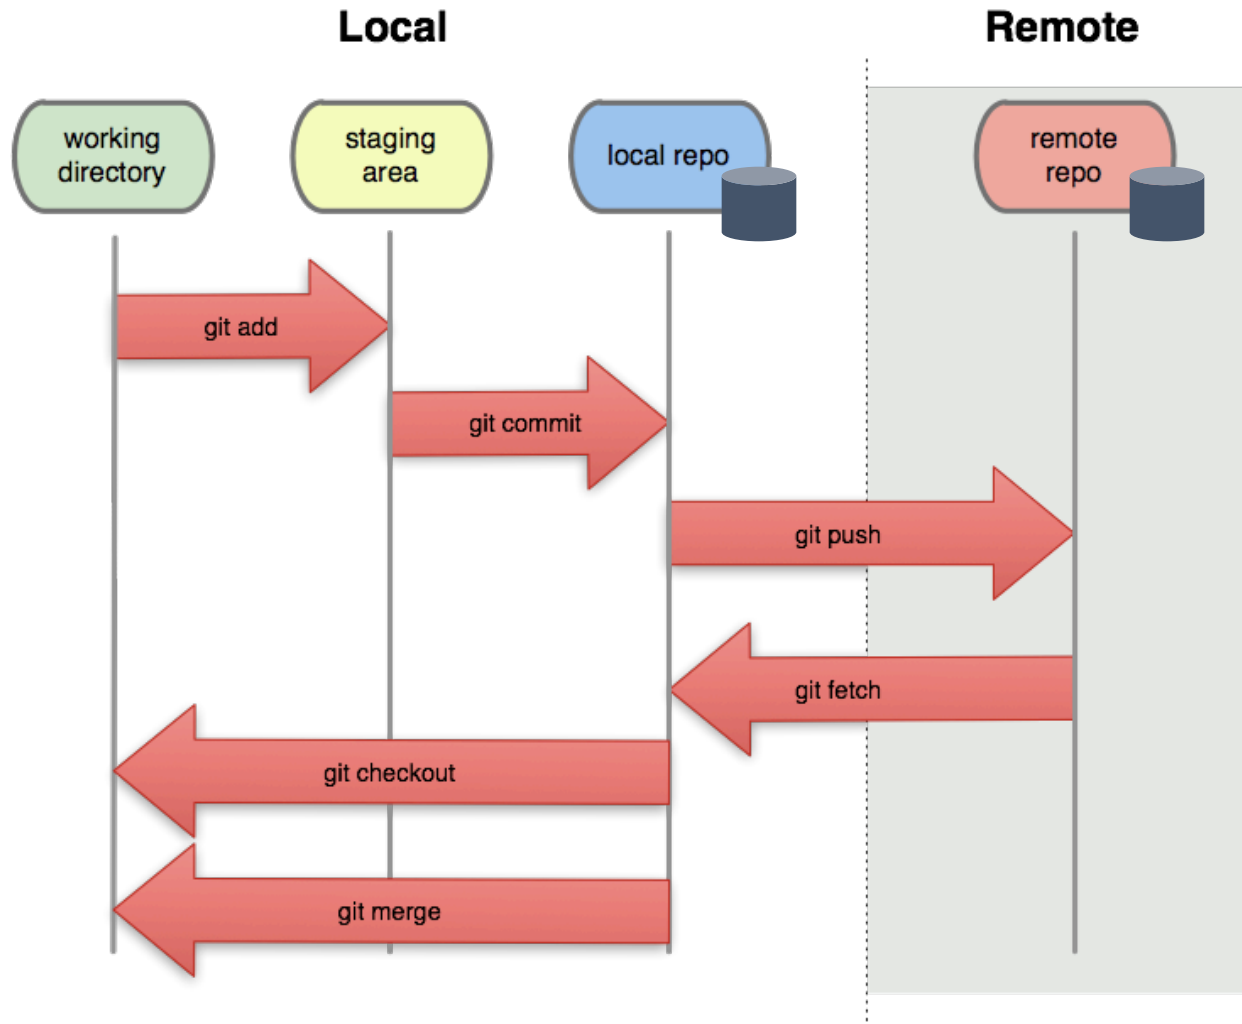 Local
Remote
working
directory
staging
area
local repo
remote
repo
git add
git commit
git push
git fetch
git checkout
git merge